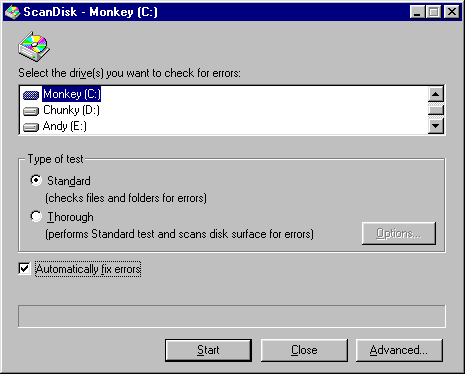 ScanDisk - Monkey (C:)
Select the drive(s) you want to check for errors:
Monkey (C:)
Chunky (D:)
Andy (E:)
Type of test
Standard
(checks files and folders for errors)
Thorough
(performs Standard test and scans disk surface for errors)
Options...
Automatically fix errors
Start Close Advanced...